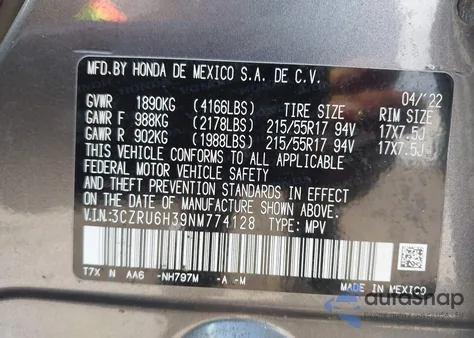 MFD. BY HONDA DE MEXICO S.A. DE C.V.
04/'22
GVWR 1890KG (4166LBS) TIRE SIZE RIM SIZE
GAWR F 988KG (2178LBS) 215/55R17 94V 17X7.5J
GAWR R 902KG (1988LBS) 215/55R17 94V 17X7.5J
THIS VEHICLE CONFORMS TO ALL APPLICABLE
FEDERAL MOTOR VEHICLE SAFETY AND
THEFT PREVENTION STANDARDS IN EFFECT
ON THE DATE OF MANUFACTURE SHOWN ABOVE.
V.I.N:3CZRU6H39NM774128 TYPE: MPV
T7X N AA6 -NH797M -A -M
MADE IN MEXICO
autosnap